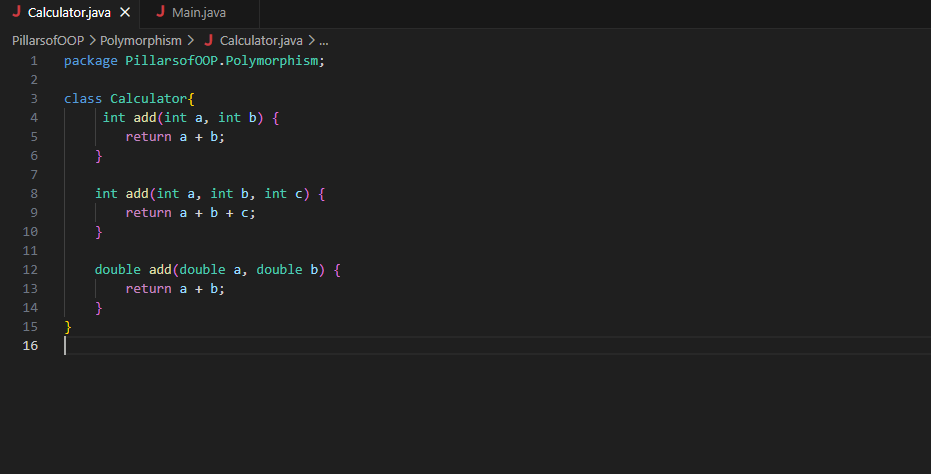 Calculator.java Main.java
PillarsofOOP > Polymorphism > Calculator.java > ...
1 package PillarsofOOP.Polymorphism;
2
3 class Calculator{
4 int add(int a, int b) {
5 return a + b;
6 }
7
8 int add(int a, int b, int c) {
9 return a + b + c;
10 }
11
12 double add(double a, double b) {
13 return a + b;
14 }
15 }
16